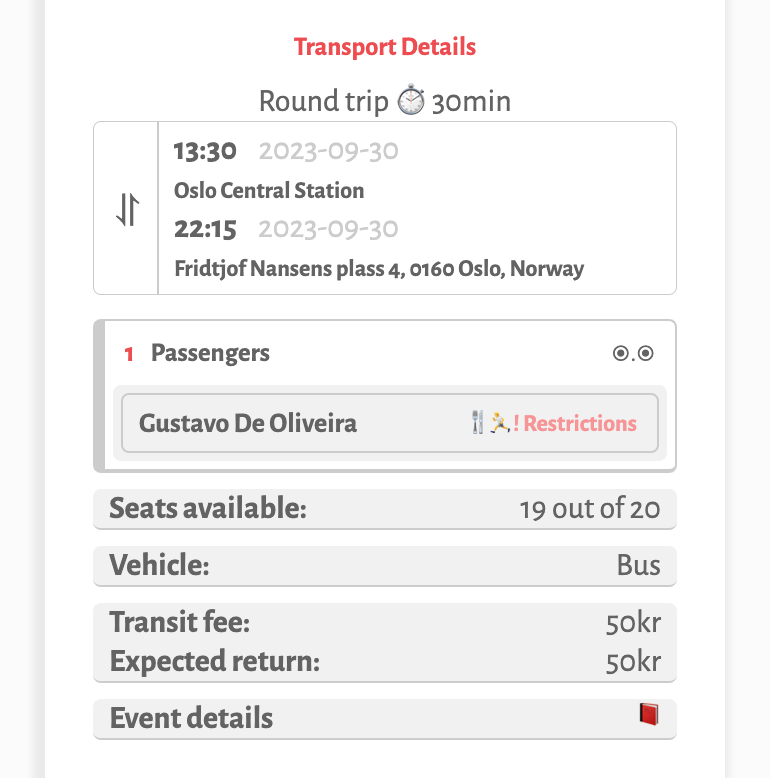 Transport Details
Round trip ⏱️ 30min
13:30 2023-09-30
Oslo Central Station
22:15 2023-09-30
Fridtjof Nansens plass 4, 0160 Oslo, Norway
1 Passengers ◉.◉
Gustavo De Oliveira 🍴🏃! Restrictions
Seats available: 19 out of 20
Vehicle: Bus
Transit fee: 50kr
Expected return: 50kr
Event details 📕